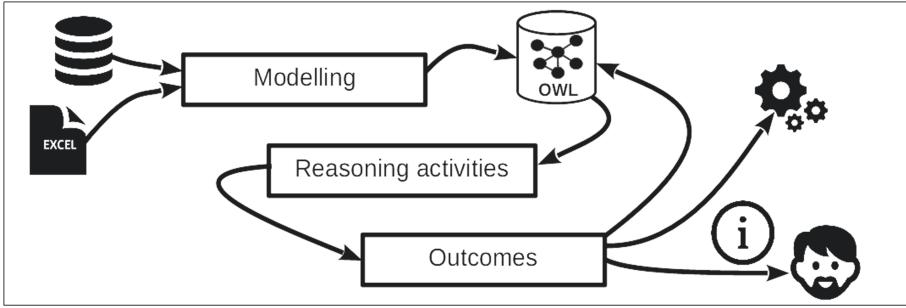 Modelling
OWL
EXCEL
Reasoning activities
i
Outcomes